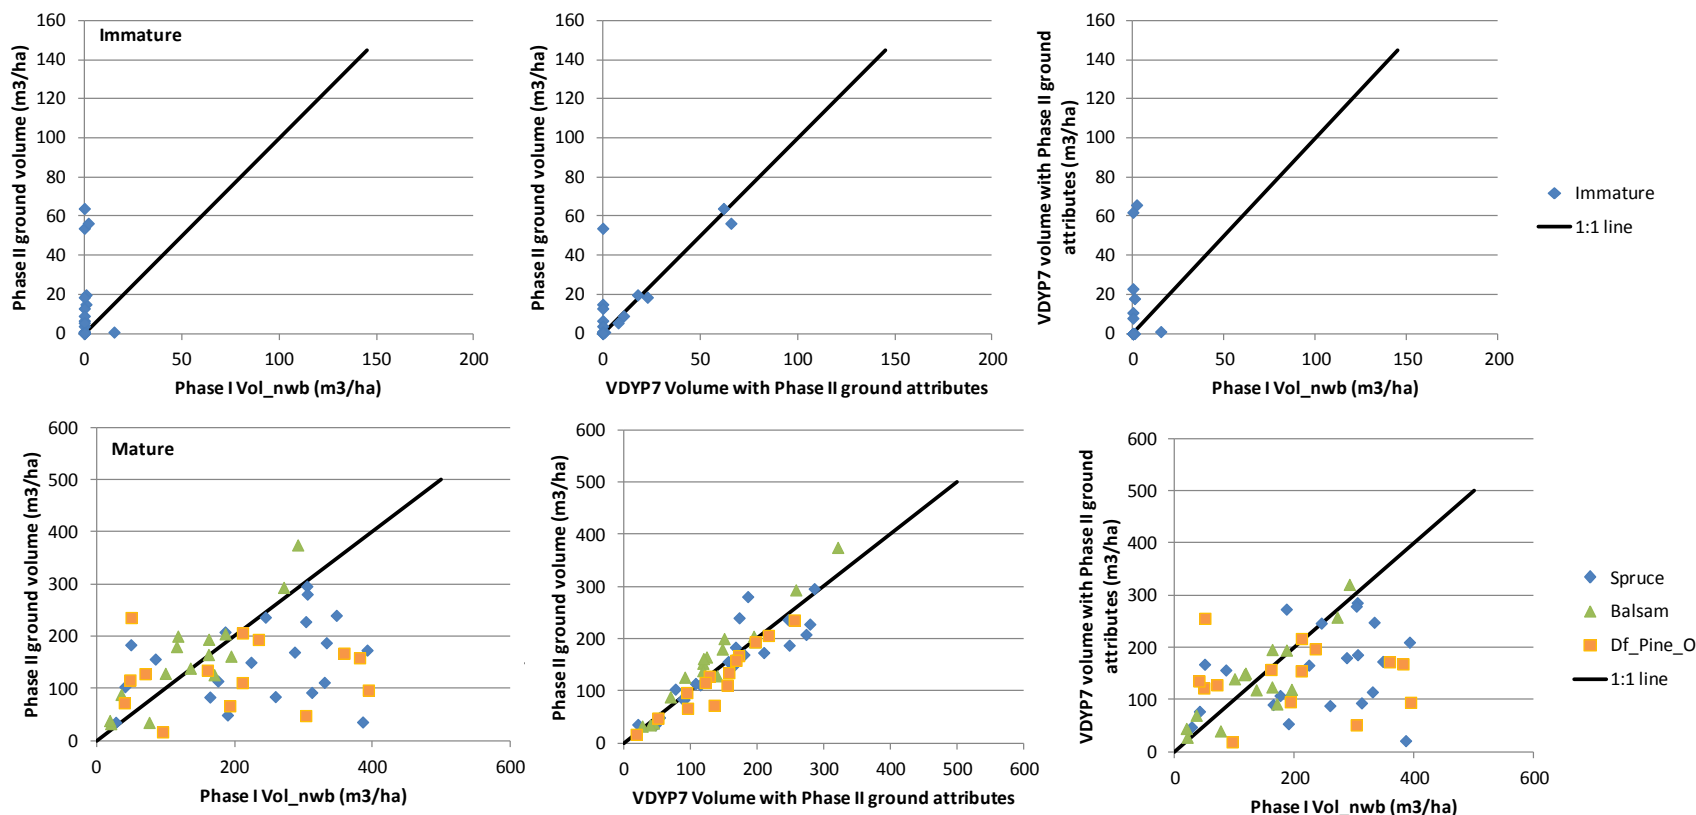 Immature
Phase II ground volume (m3/ha)
160
140
120
100
80
60
40
20
0
0 50 100 150 200
Phase I Vol_nwb (m3/ha)
Phase II ground volume (m3/ha)
160
140
120
100
80
60
40
20
0
0 50 100 150 200
VDYP7 Volume with Phase II ground attributes
VDYP7 volume with Phase II ground
attributes (m3/ha)
160
140
120
100
80
60
40
20
0
0 50 100 150 200
Phase I Vol_nwb (m3/ha)
Immature
1:1 line
Mature
Phase II ground volume (m3/ha)
600
500
400
300
200
100
0
0 200 400 600
Phase I Vol_nwb (m3/ha)
Phase II ground volume (m3/ha)
600
500
400
300
200
100
0
0 100 200 300 400 500 600
VDYP7 Volume with Phase II ground attributes
VDYP7 volume with Phase II ground
attributes (m3/ha)
600
500
400
300
200
100
0
0 200 400 600
Phase I Vol_nwb (m3/ha)
Spruce
Balsam
Df_Pine_O
1:1 line